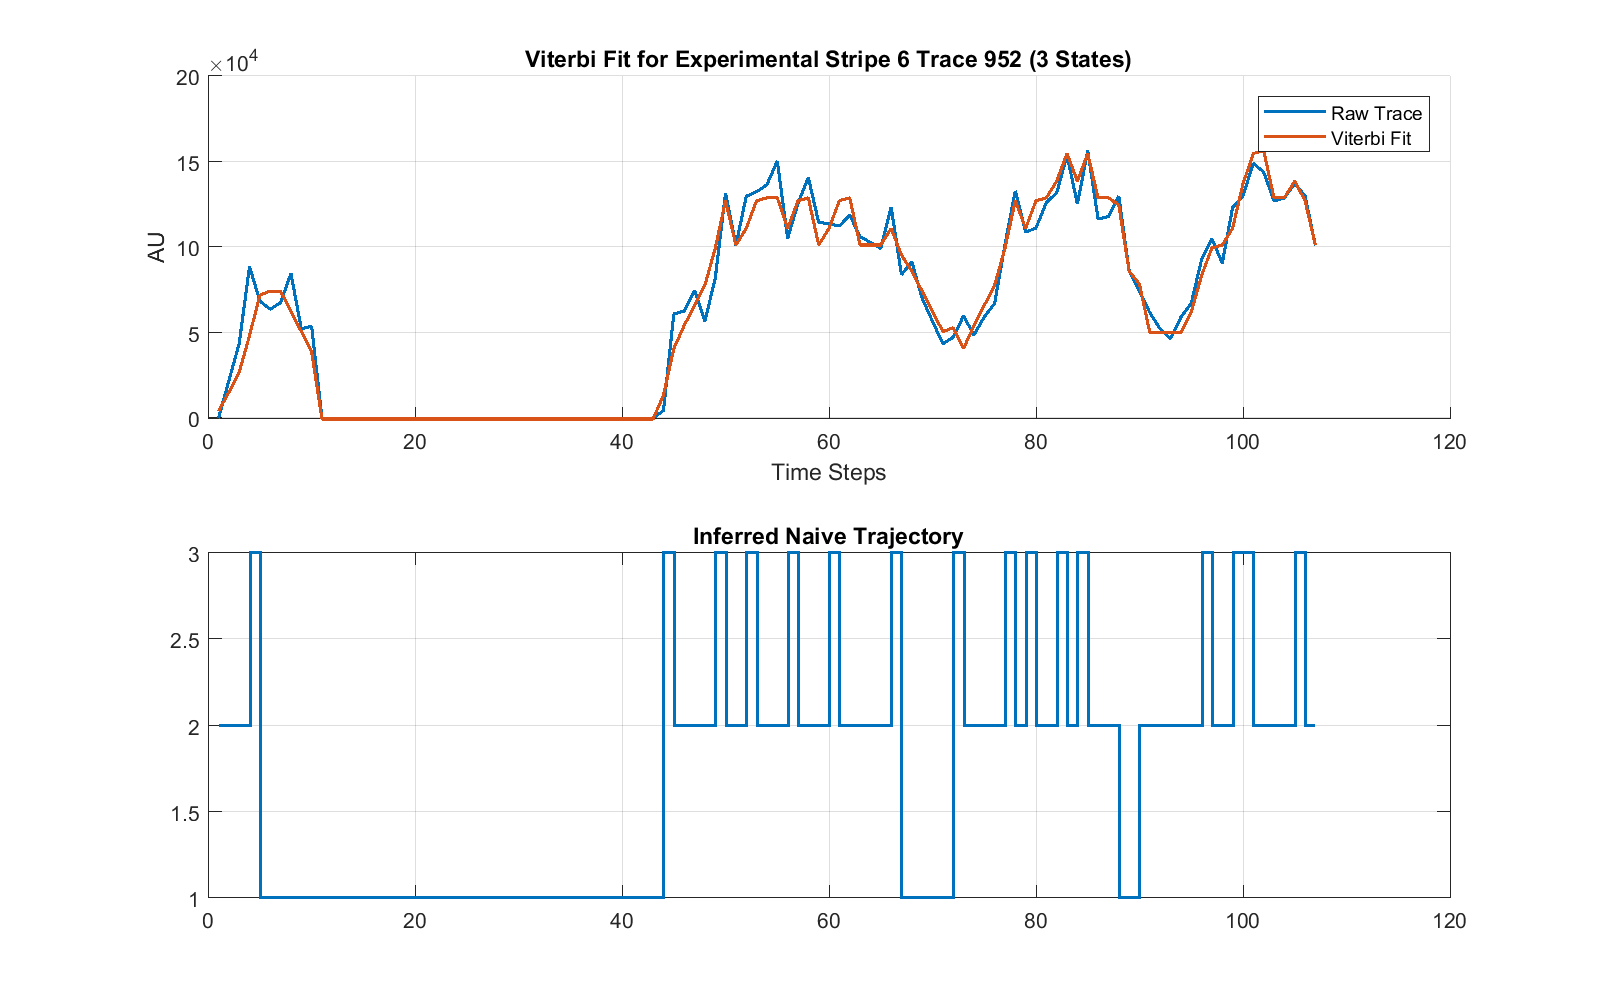 Viterbi Fit for Experimental Stripe 6 Trace 952 (3 States)
×10⁴
20
15
10
5
0
AU
Raw Trace
Viterbi Fit
0 20 40 60 80 100 120
Time Steps
Inferred Naive Trajectory
3
2.5
2
1.5
1
0 20 40 60 80 100 120